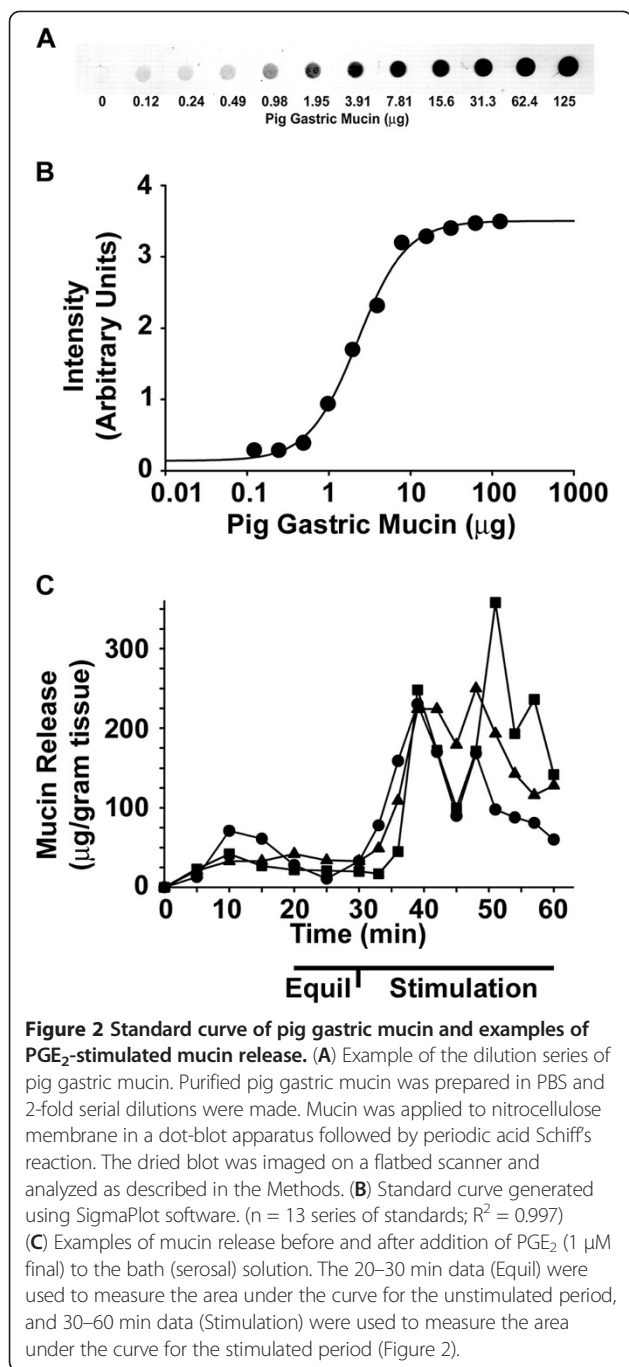 A
0 0.12 0.24 0.49 0.98 1.95 3.91 7.81 15.6 31.3 62.4 125
Pig Gastric Mucin (µg)
B
Intensity
(Arbitrary Units)
4
3
2
1
0
0.01 0.1 1 10 100 1000
Pig Gastric Mucin (µg)
C
Mucin Release
(µg/gram tissue)
300
200
100
0
0 10 20 30 40 50 60
Time (min)
Equil Stimulation
Figure 2 Standard curve of pig gastric mucin and examples of
PGE₂-stimulated mucin release. (A) Example of the dilution series of
pig gastric mucin. Purified pig gastric mucin was prepared in PBS and
2-fold serial dilutions were made. Mucin was applied to nitrocellulose
membrane in a dot-blot apparatus followed by periodic acid Schiff's
reaction. The dried blot was imaged on a flatbed scanner and
analyzed as described in the Methods. (B) Standard curve generated
using SigmaPlot software. (n = 13 series of standards; R² = 0.997)
(C) Examples of mucin release before and after addition of PGE₂ (1 µM
final) to the bath (serosal) solution. The 20–30 min data (Equil) were
used to measure the area under the curve for the unstimulated period,
and 30–60 min data (Stimulation) were used to measure the area
under the curve for the stimulated period (Figure 2).